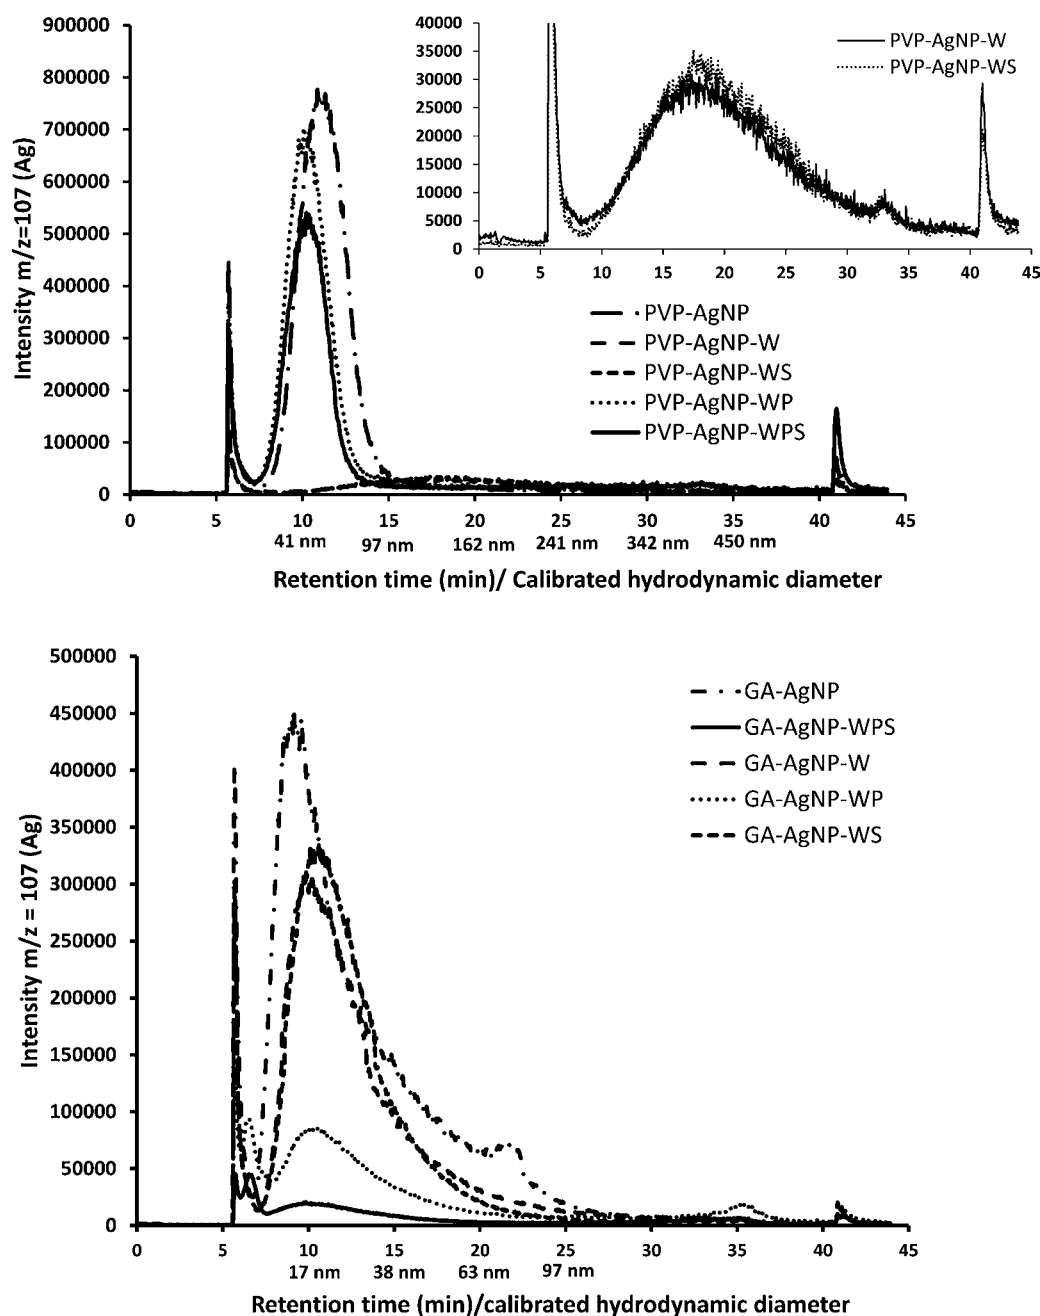 900000
800000
700000
600000
500000
400000
300000
200000
100000
0
Intensity m/z=107 (Ag)
0 5 10 15 20 25 30 35 40 45
41 nm 97 nm 162 nm 241 nm 342 nm 450 nm
Retention time (min)/ Calibrated hydrodynamic diameter
40000
35000
30000
25000
20000
15000
10000
5000
0
0 5 10 15 20 25 30 35 40 45
PVP-AgNP-W
PVP-AgNP-WS
PVP-AgNP
PVP-AgNP-W
PVP-AgNP-WS
PVP-AgNP-WP
PVP-AgNP-WPS
500000
450000
400000
350000
300000
250000
200000
150000
100000
50000
0
Intensity m/z = 107 (Ag)
GA-AgNP
GA-AgNP-WPS
GA-AgNP-W
GA-AgNP-WP
GA-AgNP-WS
0 5 10 15 20 25 30 35 40 45
17 nm 38 nm 63 nm 97 nm
Retention time (min)/calibrated hydrodynamic diameter